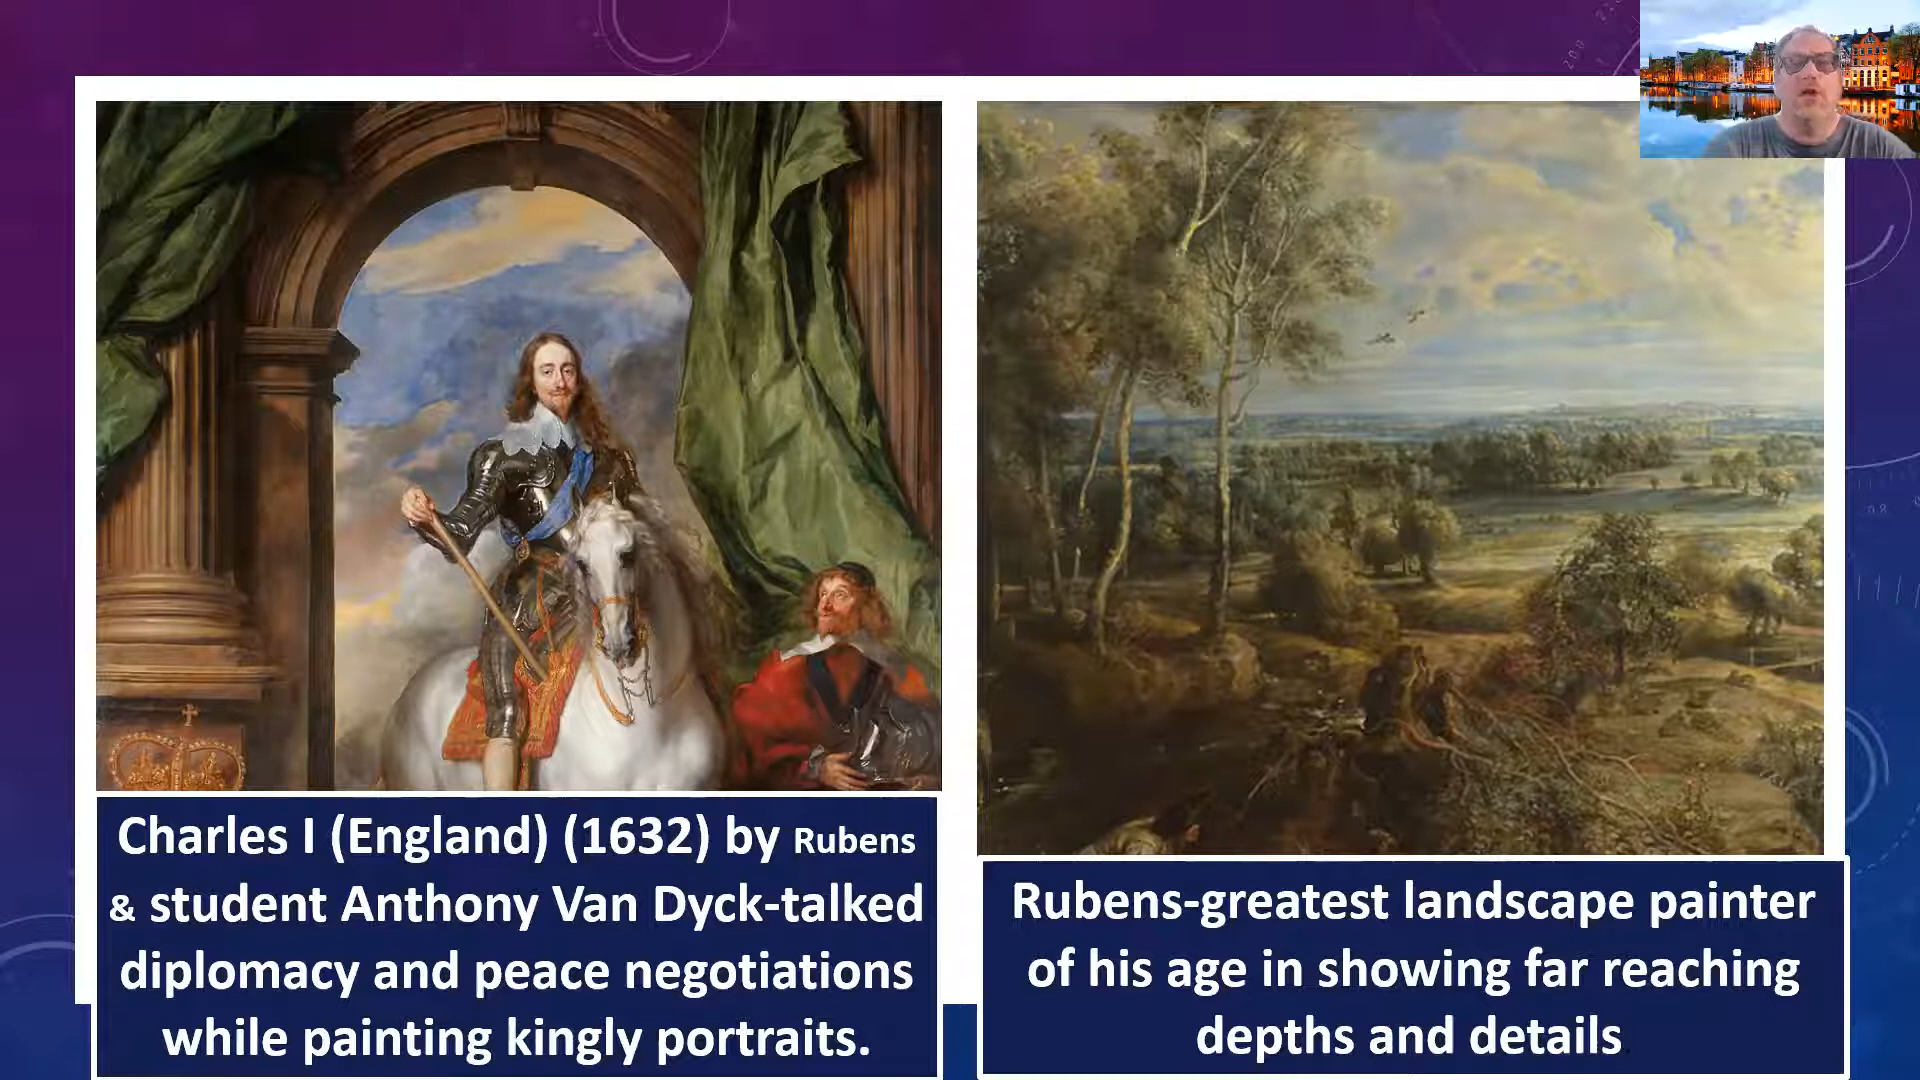 Charles I (England) (1632) by Rubens
& student Anthony Van Dyck-talked
diplomacy and peace negotiations
while painting kingly portraits.
Rubens-greatest landscape painter
of his age in showing far reaching
depths and details.